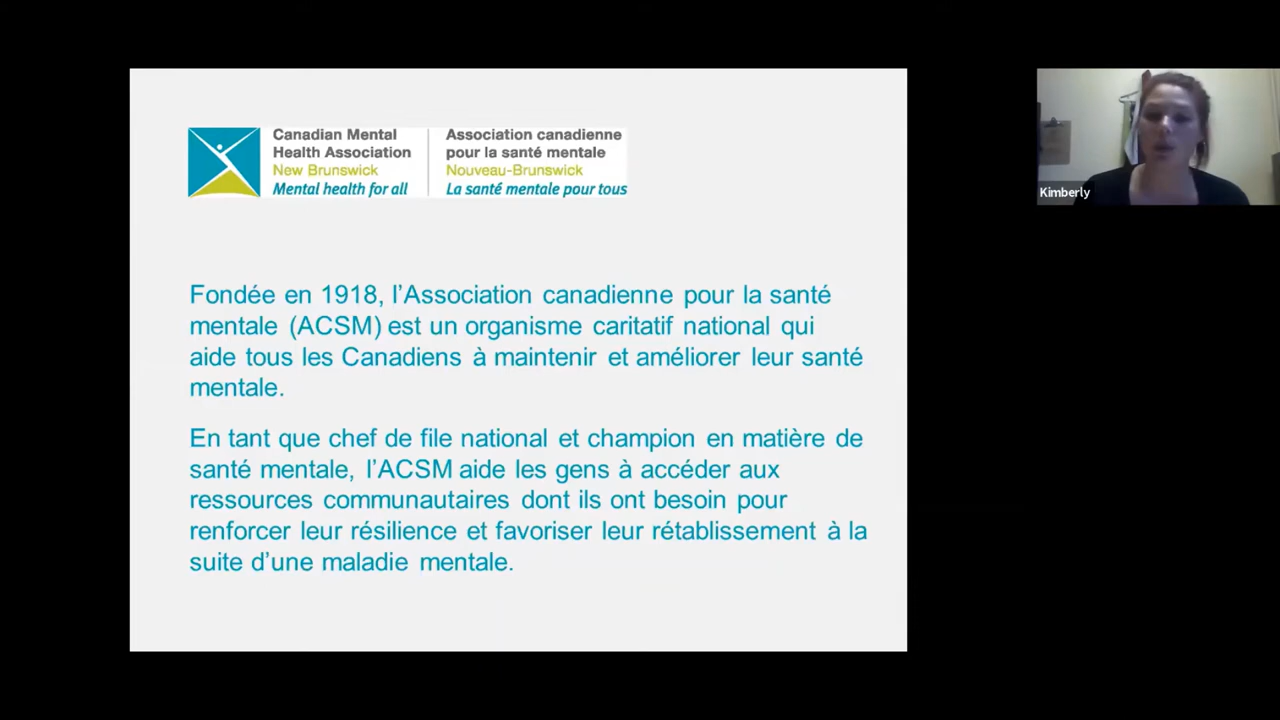 Canadian Mental
Health Association
New Brunswick
Mental health for all
Association canadienne
pour la santé mentale
Nouveau-Brunswick
La santé mentale pour tous
Kimberly
Fondée en 1918, l’Association canadienne pour la santé
mentale (ACSM) est un organisme caritatif national qui
aide tous les Canadiens à maintenir et améliorer leur santé
mentale.
En tant que chef de file national et champion en matière de
santé mentale, l’ACSM aide les gens à accéder aux
ressources communautaires dont ils ont besoin pour
renforcer leur résilience et favoriser leur rétablissement à la
suite d’une maladie mentale.